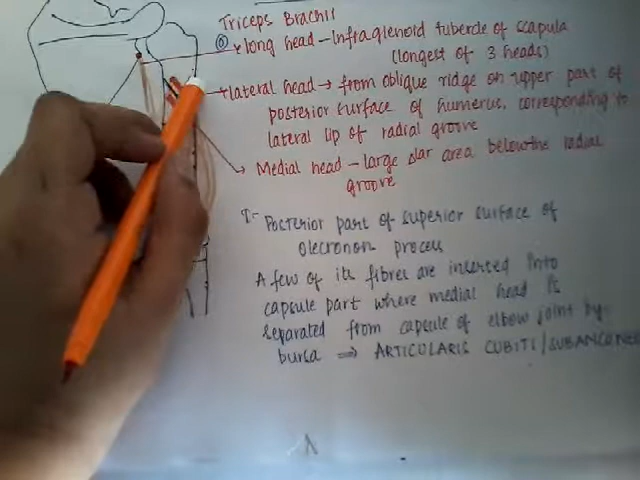 Triceps Brachii
(O) * long head - Infraglenoid tubercle of scapula
(longest of 3 heads)
lateral head → from oblique ridge on upper part of
posterior surface of humerus, corresponding to
lateral lip of radial groove
Medial head - large Δlar area below the radial
groove
I - Posterior part of superior surface of
olecranon process
A few of its fibres are inserted into
capsule part where medial head is
separated from capsule of elbow joint by
bursa ⇒ ARTICULARIS CUBITI/SUBANCONEUS